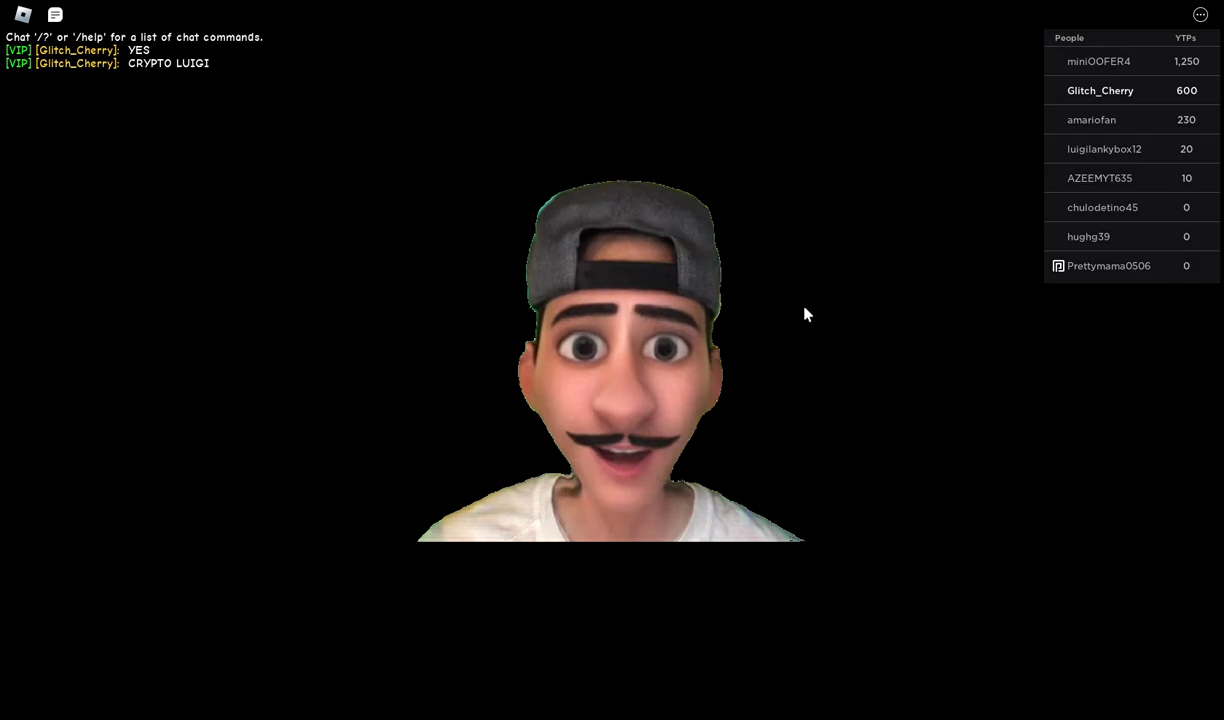 Chat '/?' or '/help' for a list of chat commands.
[VIP] [Glitch_Cherry]: YES
[VIP] [Glitch_Cherry]: CRYPTO LUIGI
People YTPs
miniOOFER4 1,250
Glitch_Cherry 600
amariofan 230
luigilankybox12 20
AZEEMYT635 10
chulodetino45 0
hughg39 0
Prettymama0506 0